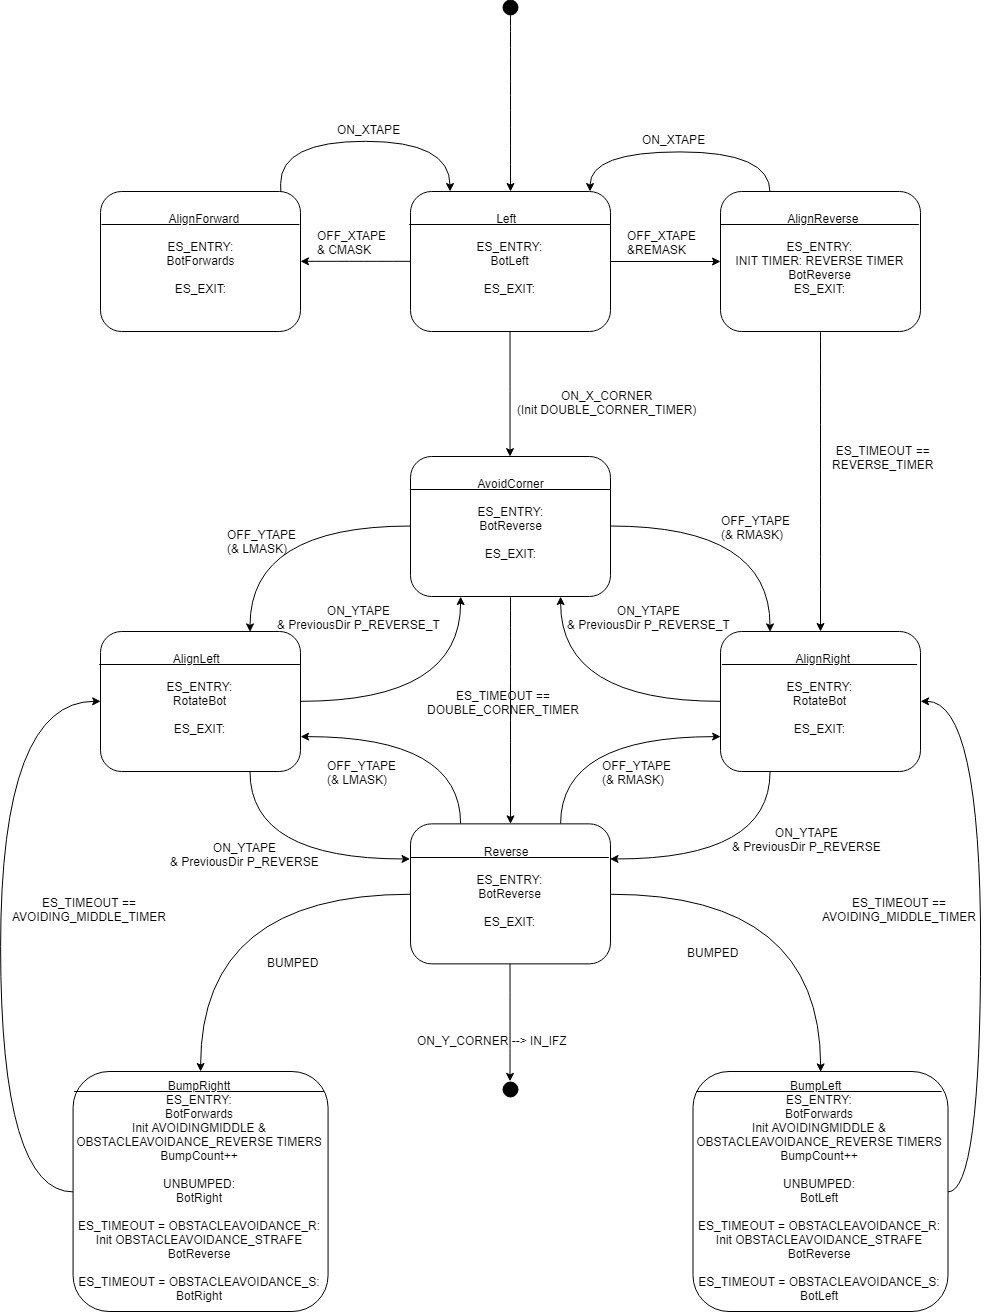 ON_XTAPE
ON_XTAPE
AlignForward
ES_ENTRY:
BotForwards
ES_EXIT:
OFF_XTAPE
& CMASK
Left
ES_ENTRY:
BotLeft
ES_EXIT:
OFF_XTAPE
&REMASK
AlignReverse
ES_ENTRY:
INIT TIMER: REVERSE TIMER
BotReverse
ES_EXIT:
ON_X_CORNER
(Init DOUBLE_CORNER_TIMER)
ES_TIMEOUT ==
REVERSE_TIMER
AvoidCorner
ES_ENTRY:
BotReverse
ES_EXIT:
OFF_YTAPE
(& LMASK)
OFF_YTAPE
(& RMASK)
ON_YTAPE
& PreviousDir P_REVERSE_T
ON_YTAPE
& PreviousDir P_REVERSE_T
AlignLeft
ES_ENTRY:
RotateBot
ES_EXIT:
ES_TIMEOUT ==
DOUBLE_CORNER_TIMER
AlignRight
ES_ENTRY:
RotateBot
ES_EXIT:
OFF_YTAPE
(& LMASK)
OFF_YTAPE
(& RMASK)
ON_YTAPE
& PreviousDir P_REVERSE
ON_YTAPE
& PreviousDir P_REVERSE
Reverse
ES_ENTRY:
BotReverse
ES_EXIT:
ES_TIMEOUT ==
AVOIDING_MIDDLE_TIMER
ES_TIMEOUT ==
AVOIDING_MIDDLE_TIMER
BUMPED
BUMPED
ON_Y_CORNER --> IN_IFZ
BumpRightt
ES_ENTRY:
BotForwards
Init AVOIDINGMIDDLE &
OBSTACLEAVOIDANCE_REVERSE TIMERS
BumpCount++
UNBUMPED:
BotRight
ES_TIMEOUT = OBSTACLEAVOIDANCE_R:
Init OBSTACLEAVOIDANCE_STRAFE
BotReverse
ES_TIMEOUT = OBSTACLEAVOIDANCE_S:
BotRight
BumpLeft
ES_ENTRY:
BotForwards
Init AVOIDINGMIDDLE &
OBSTACLEAVOIDANCE_REVERSE TIMERS
BumpCount++
UNBUMPED:
BotLeft
ES_TIMEOUT = OBSTACLEAVOIDANCE_R:
Init OBSTACLEAVOIDANCE_STRAFE
BotReverse
ES_TIMEOUT = OBSTACLEAVOIDANCE_S:
BotLeft